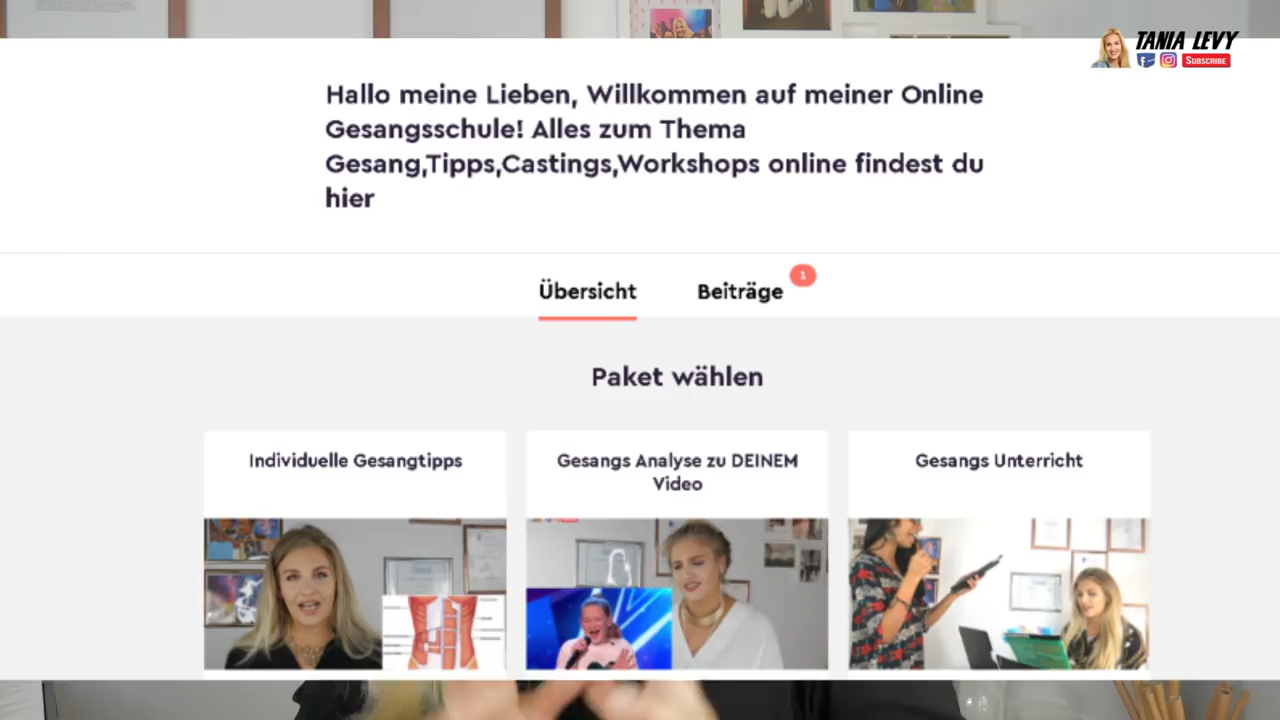 TANIA LEVY
SUBSCRIBE
Hallo meine Lieben, Willkommen auf meiner Online
Gesangsschule! Alles zum Thema
Gesang,Tipps,Castings,Workshops online findest du
hier
Übersicht
Beiträge
1
Paket wählen
Individuelle Gesangtipps
Gesangs Analyse zu DEINEM
Video
Gesangs Unterricht